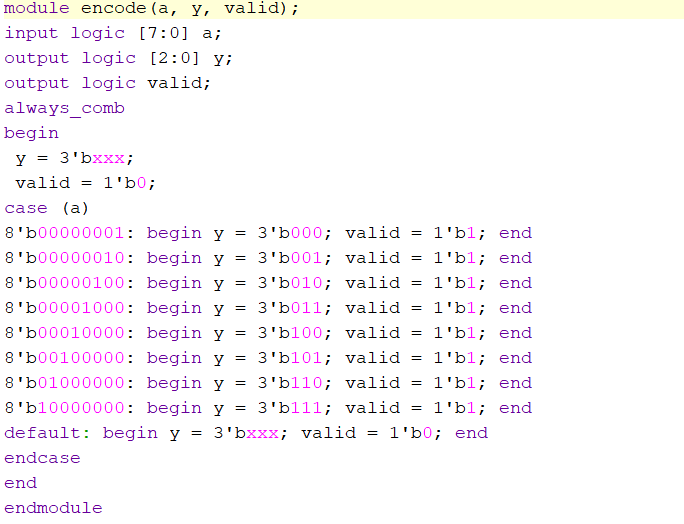 module encode(a, y, valid);
input logic [7:0] a;
output logic [2:0] y;
output logic valid;
always_comb
begin
y = 3'bxxx;
valid = 1'b0;
case (a)
8'b00000001: begin y = 3'b000; valid = 1'b1; end
8'b00000010: begin y = 3'b001; valid = 1'b1; end
8'b00000100: begin y = 3'b010; valid = 1'b1; end
8'b00001000: begin y = 3'b011; valid = 1'b1; end
8'b00010000: begin y = 3'b100; valid = 1'b1; end
8'b00100000: begin y = 3'b101; valid = 1'b1; end
8'b01000000: begin y = 3'b110; valid = 1'b1; end
8'b10000000: begin y = 3'b111; valid = 1'b1; end
default: begin y = 3'bxxx; valid = 1'b0; end
endcase
end
endmodule